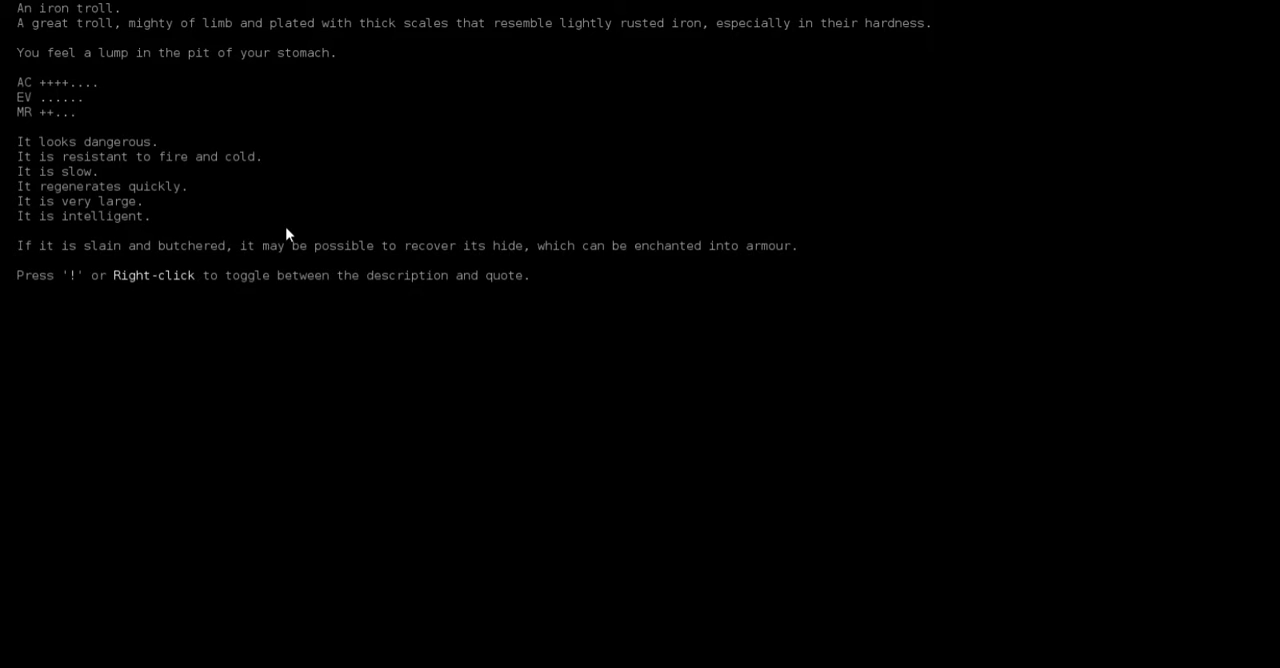 An iron troll.
A great troll, mighty of limb and plated with thick scales that resemble lightly rusted iron, especially in their hardness.
You feel a lump in the pit of your stomach.
AC ++++....
EV ......
MR ++...
It looks dangerous.
It is resistant to fire and cold.
It is slow.
It regenerates quickly.
It is very large.
It is intelligent.
If it is slain and butchered, it may be possible to recover its hide, which can be enchanted into armour.
Press '!' or Right-click to toggle between the description and quote.